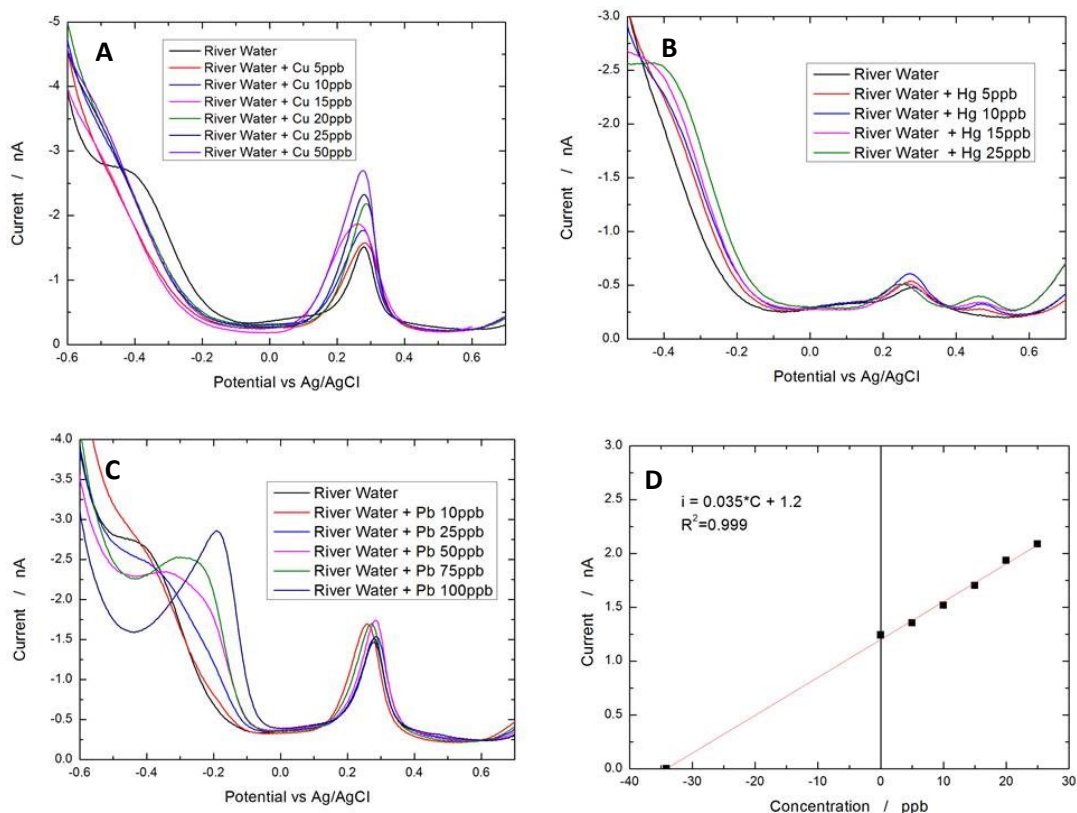 A
River Water
River Water + Cu 5ppb
River Water + Cu 10ppb
River Water + Cu 15ppb
River Water + Cu 20ppb
River Water + Cu 25ppb
River Water + Cu 50ppb
-5
-4
-3
-2
-1
0
Current / nA
-0.6 -0.4 -0.2 0.0 0.2 0.4 0.6
Potential vs Ag/AgCl
B
River Water
River Water + Hg 5ppb
River Water + Hg 10ppb
River Water + Hg 15ppb
River Water + Hg 25ppb
-3.0
-2.5
-2.0
-1.5
-1.0
-0.5
0.0
Current / nA
-0.4 -0.2 0.0 0.2 0.4 0.6
Potential vs Ag/AgCl
C
River Water
River Water + Pb 10ppb
River Water + Pb 25ppb
River Water + Pb 50ppb
River Water + Pb 75ppb
River Water + Pb 100ppb
-4.0
-3.5
-3.0
-2.5
-2.0
-1.5
-1.0
-0.5
0.0
Current / nA
-0.6 -0.4 -0.2 0.0 0.2 0.4 0.6
Potential vs Ag/AgCl
D
i = 0.035*C + 1.2
R²=0.999
3.0
2.5
2.0
1.5
1.0
0.5
0.0
Current / nA
-40 -30 -20 -10 0 10 20 30 40
Concentration / ppb